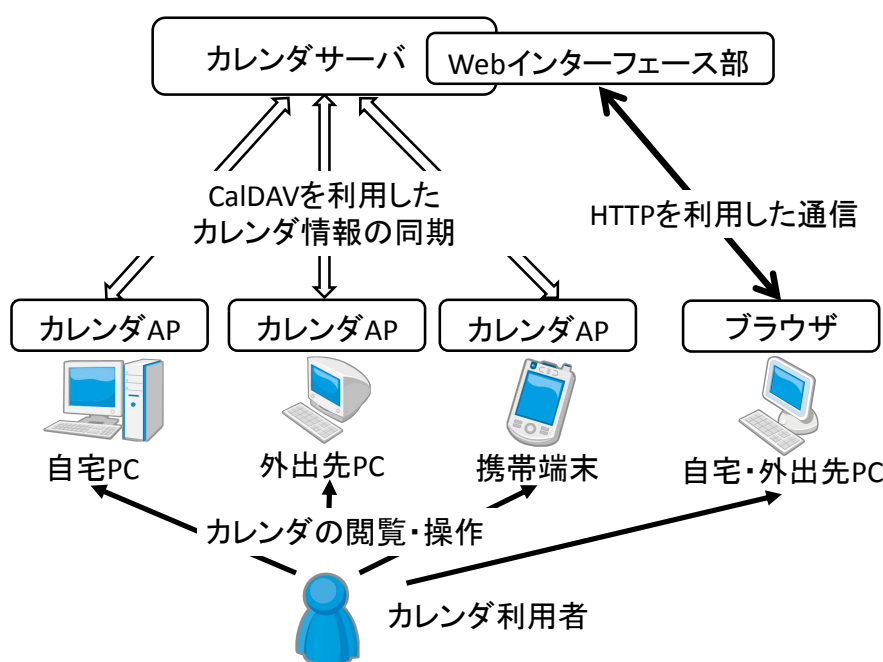 カレンダサーバ
Webインターフェース部
CalDAVを利用した
カレンダ情報の同期
HTTPを利用した通信
カレンダAP
カレンダAP
カレンダAP
ブラウザ
自宅PC
外出先PC
携帯端末
自宅・外出先PC
カレンダの閲覧・操作
カレンダ利用者